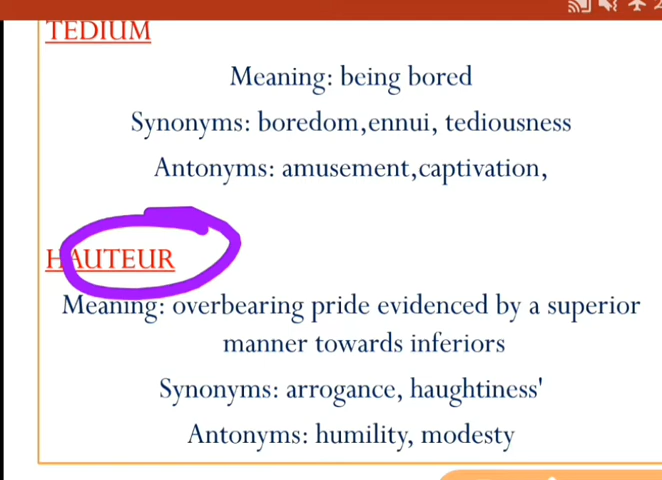 TEDIUM
Meaning: being bored
Synonyms: boredom,ennui, tediousness
Antonyms: amusement,captivation,
HAUTEUR
Meaning: overbearing pride evidenced by a superior
manner towards inferiors
Synonyms: arrogance, haughtiness'
Antonyms: humility, modesty